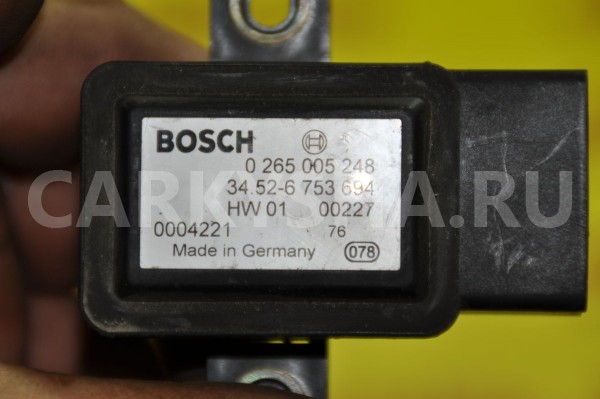 BOSCH
0 265 005 248
34.52-6 753 694
HW 01 00227
0004221 76
Made in Germany 078
CARKYSHA.RU